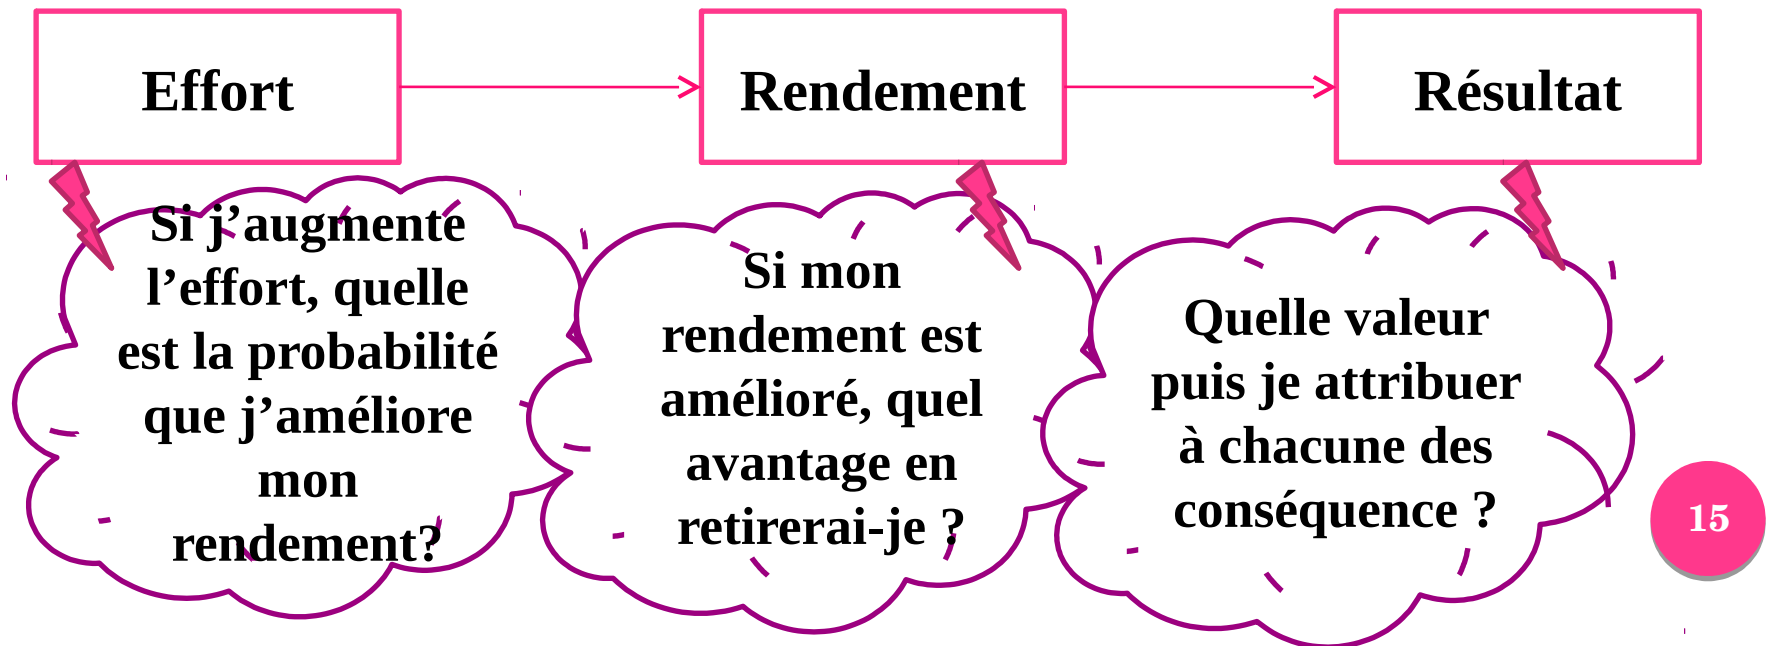 Effort
Rendement
Résultat
Si j’augmente
l’effort, quelle
est la probabilité
que j’améliore
mon
rendement?
Si mon
rendement est
amélioré, quel
avantage en
retirerai-je ?
Quelle valeur
puis je attribuer
à chacune des
conséquence ?
15